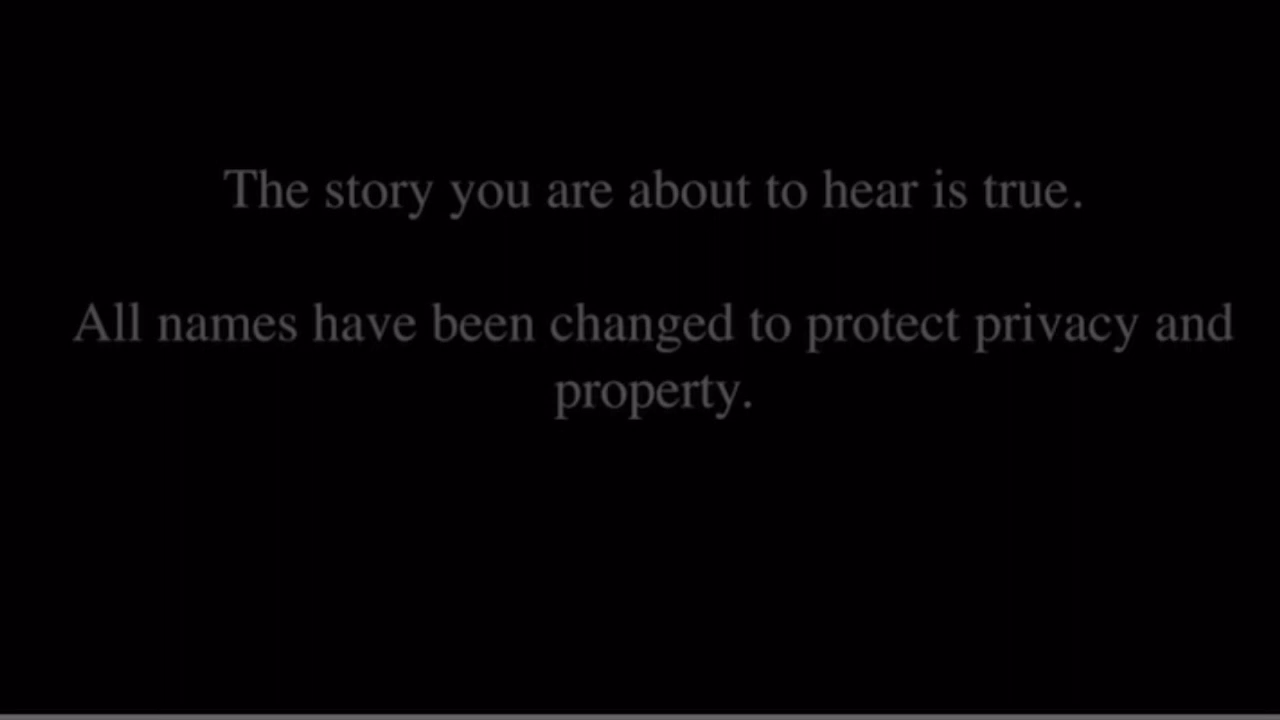 The story you are about to hear is true.
All names have been changed to protect privacy and
property.